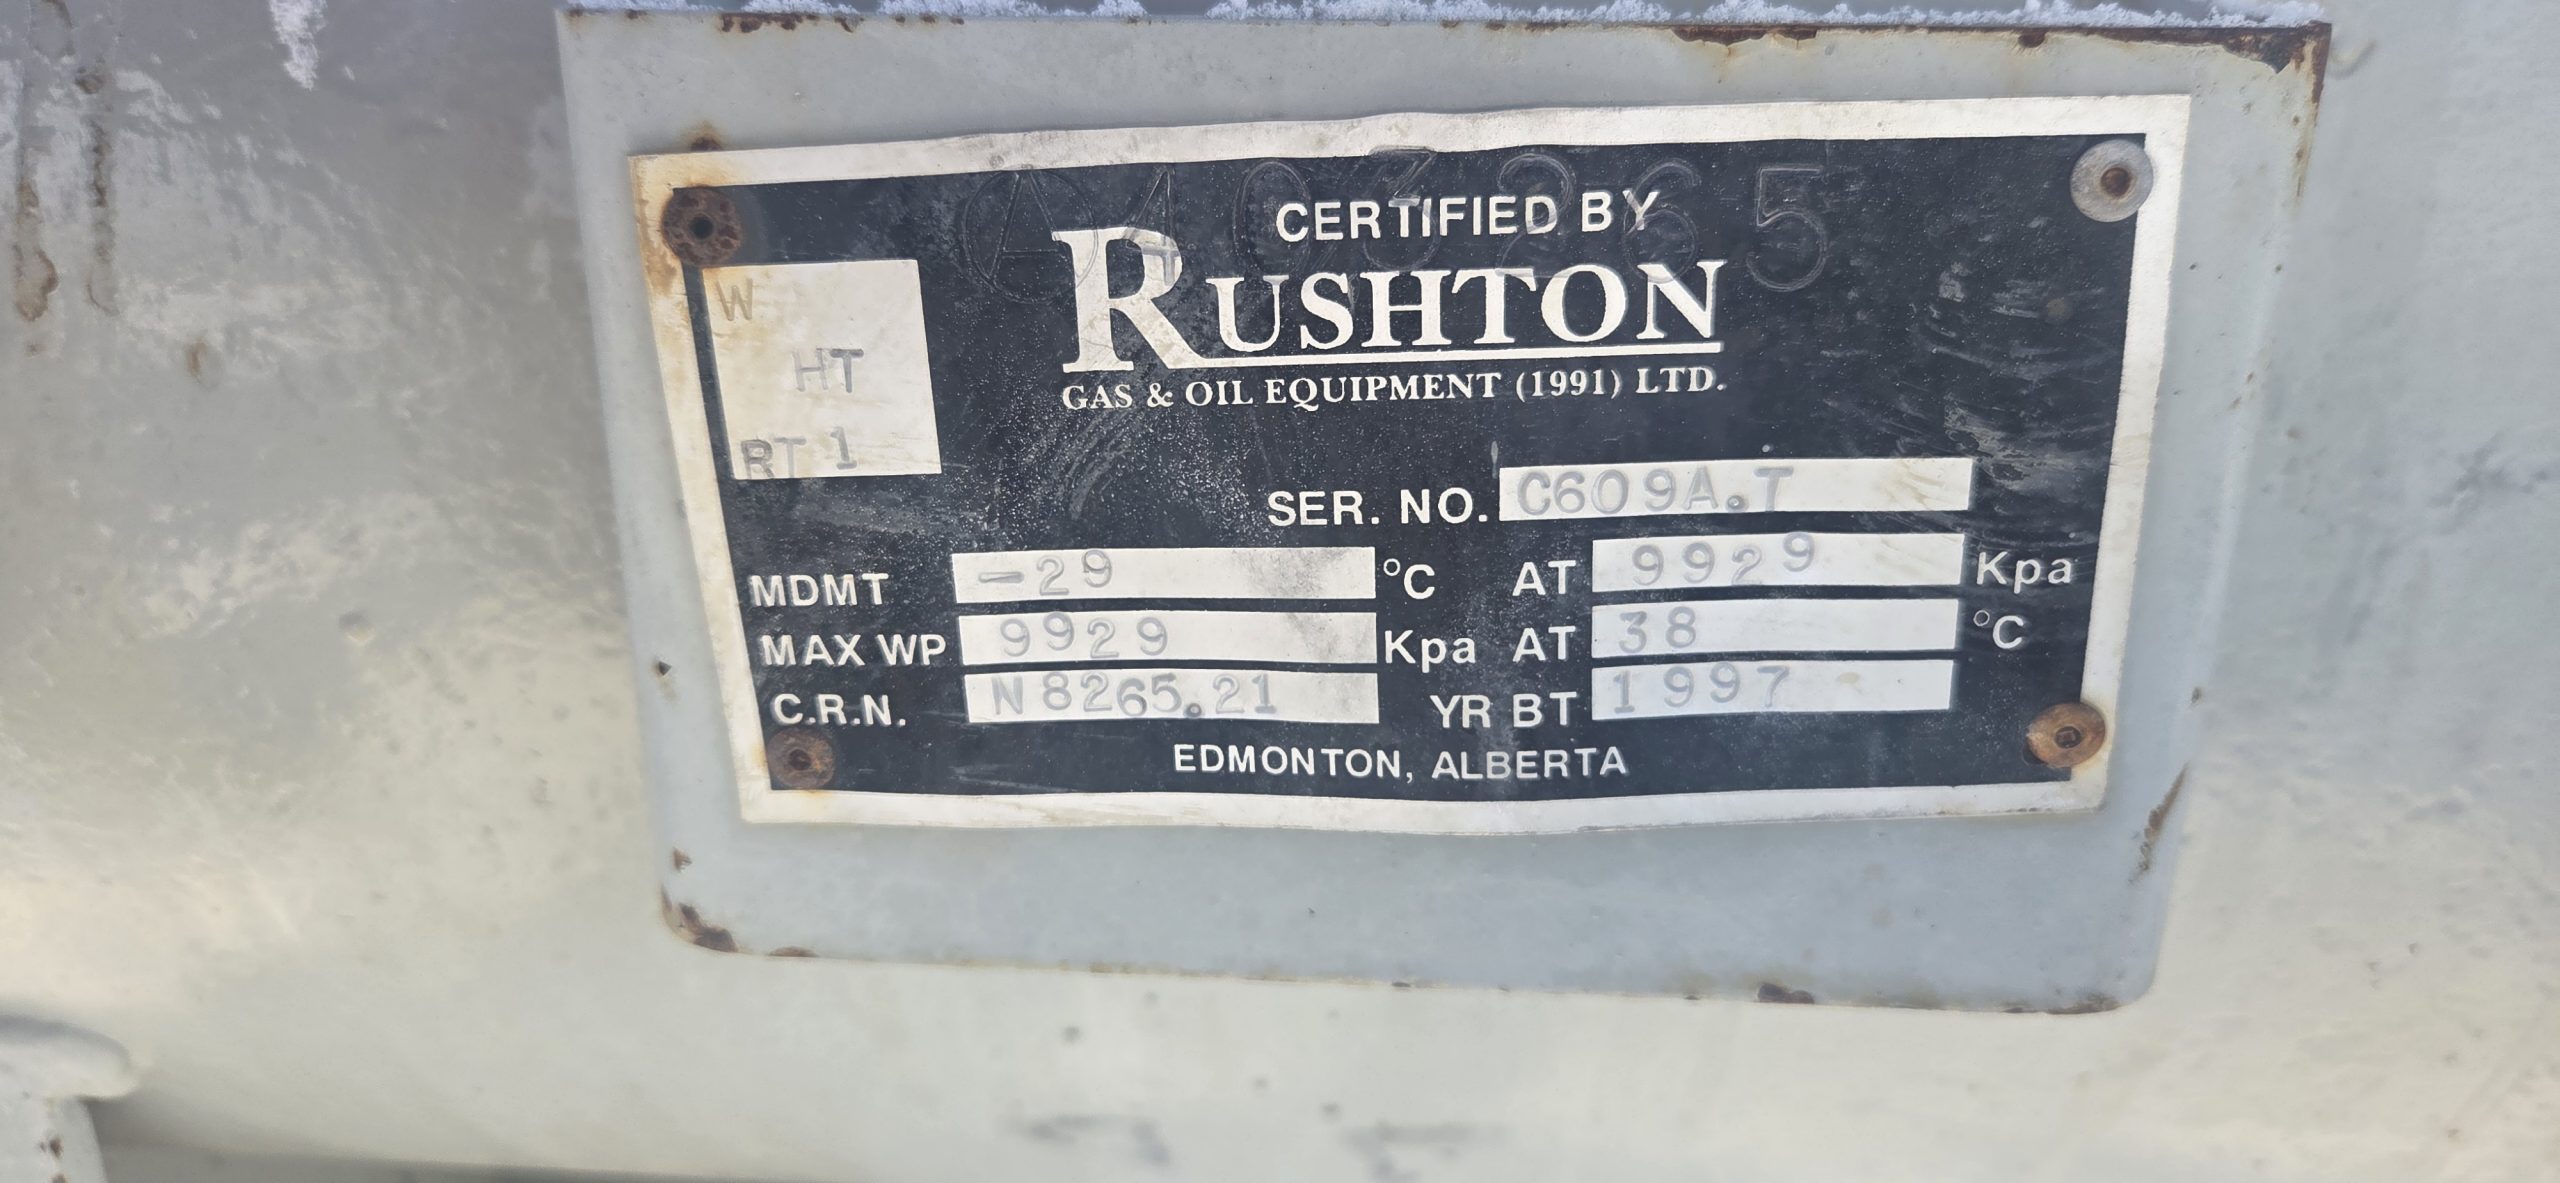 A403265
CERTIFIED BY
RUSHTON
GAS & OIL EQUIPMENT (1991) LTD.
W
HT
RT 1
SER. NO. C609A.T
MDMT -29 °C AT 9929 Kpa
MAX WP 9929 Kpa AT 38 °C
C.R.N. N8265.21 YR BT 1997
EDMONTON, ALBERTA